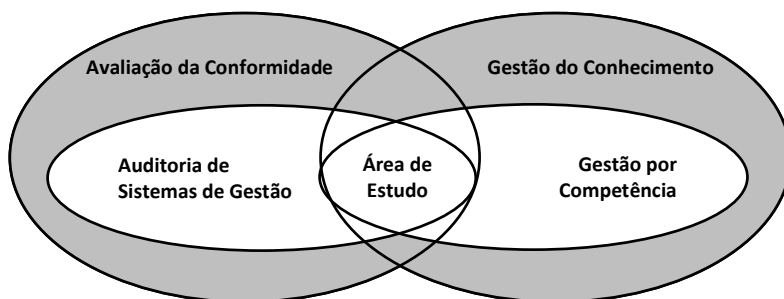 Avaliação da Conformidade
Gestão do Conhecimento
Auditoria de
Sistemas de Gestão
Área de
Estudo
Gestão por
Competência